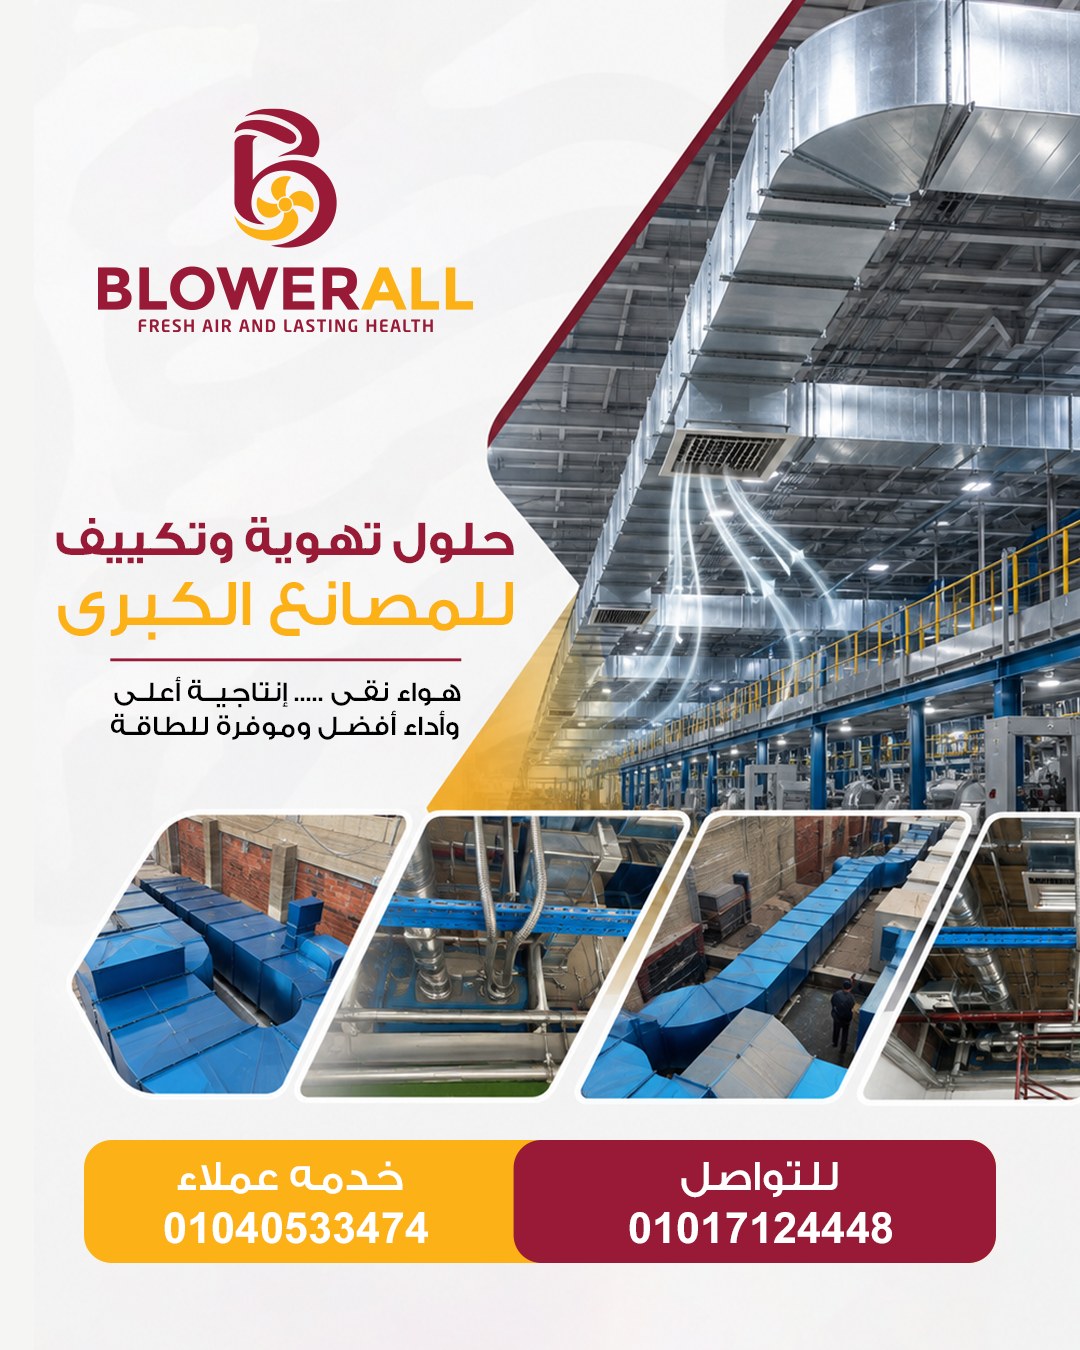 BLOWERALL
FRESH AIR AND LASTING HEALTH
حلول تهوية وتكييف
للمصانع الكبرى
هواء نقى ..... إنتاجية أعلى
وأداء أفضل وموفرة للطاقة
للتواصل
01017124448
خدمه عملاء
01040533474